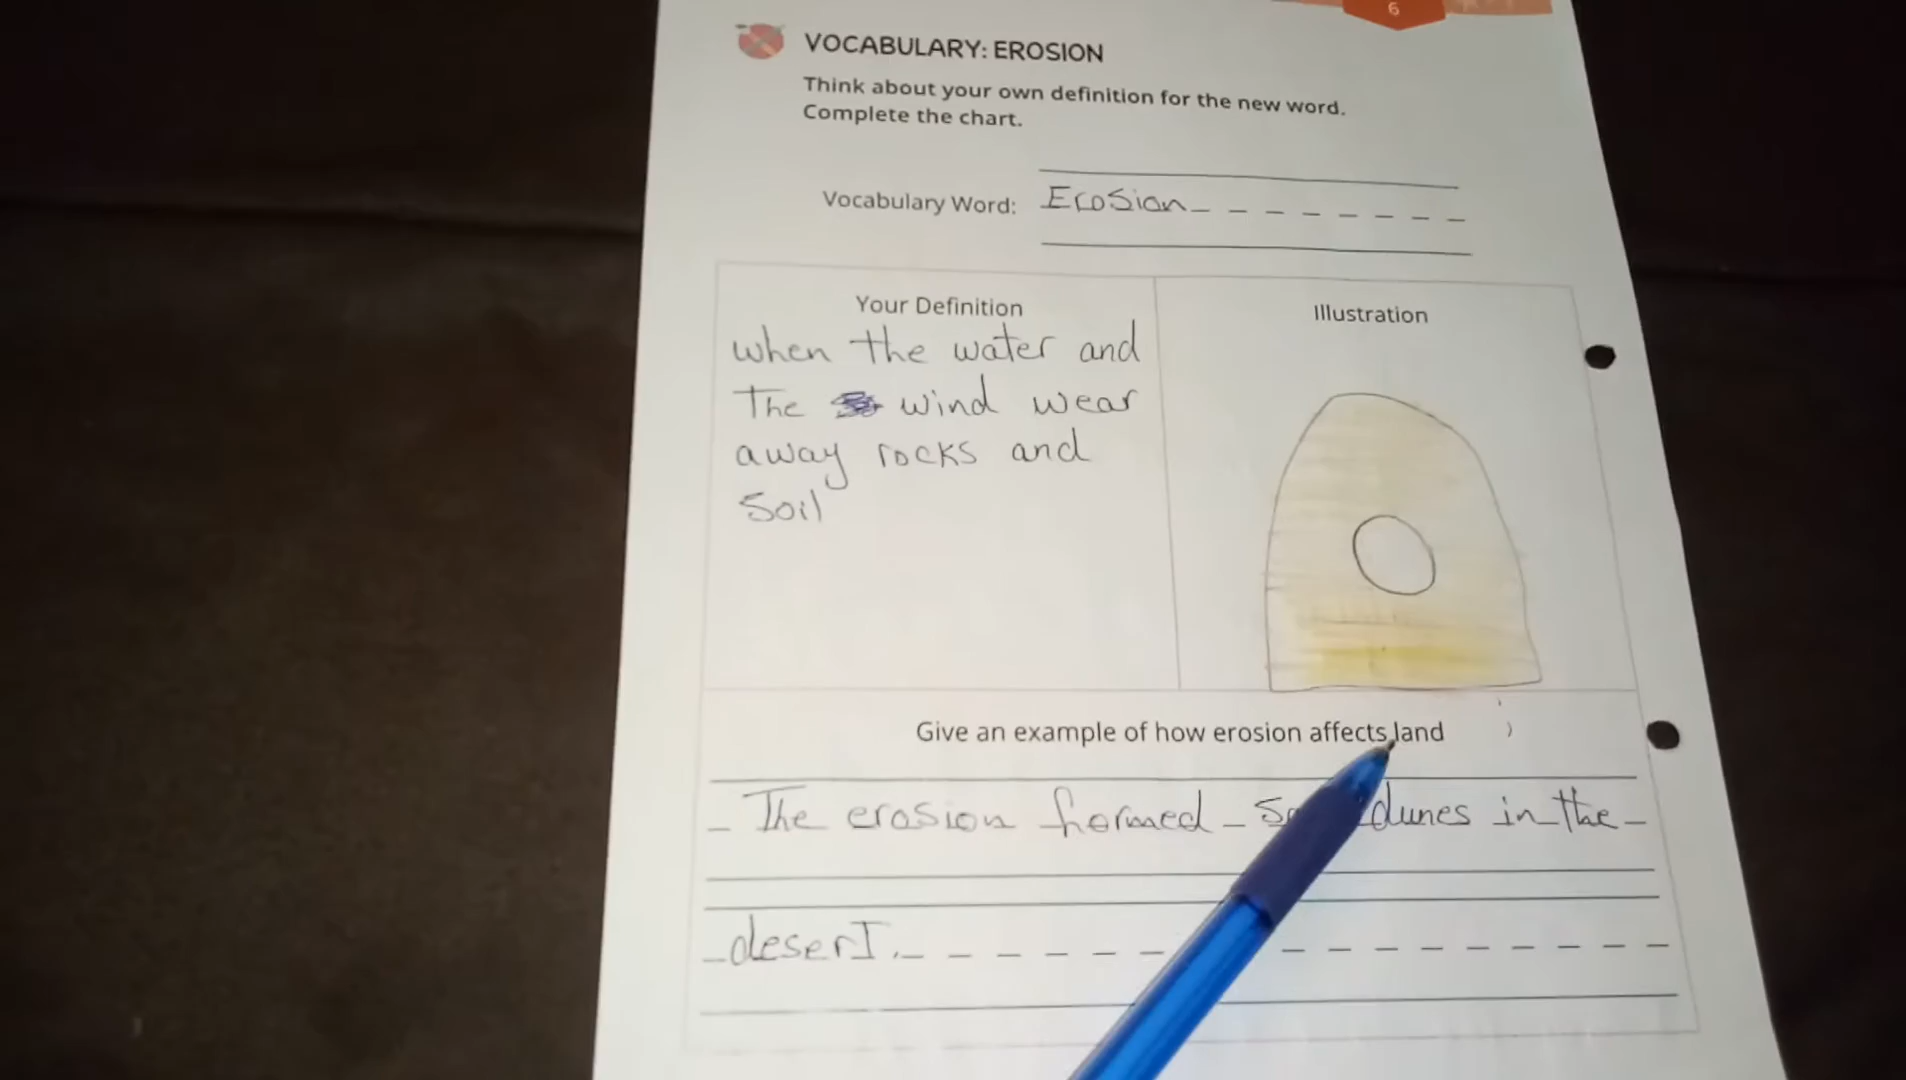 6
VOCABULARY: EROSION
Think about your own definition for the new word.
Complete the chart.
Vocabulary Word: Erosion
Your Definition
when the water and
The wind wear
away rocks and
Soil
Illustration
Give an example of how erosion affects land
The erosion formed dunes in the
desert.